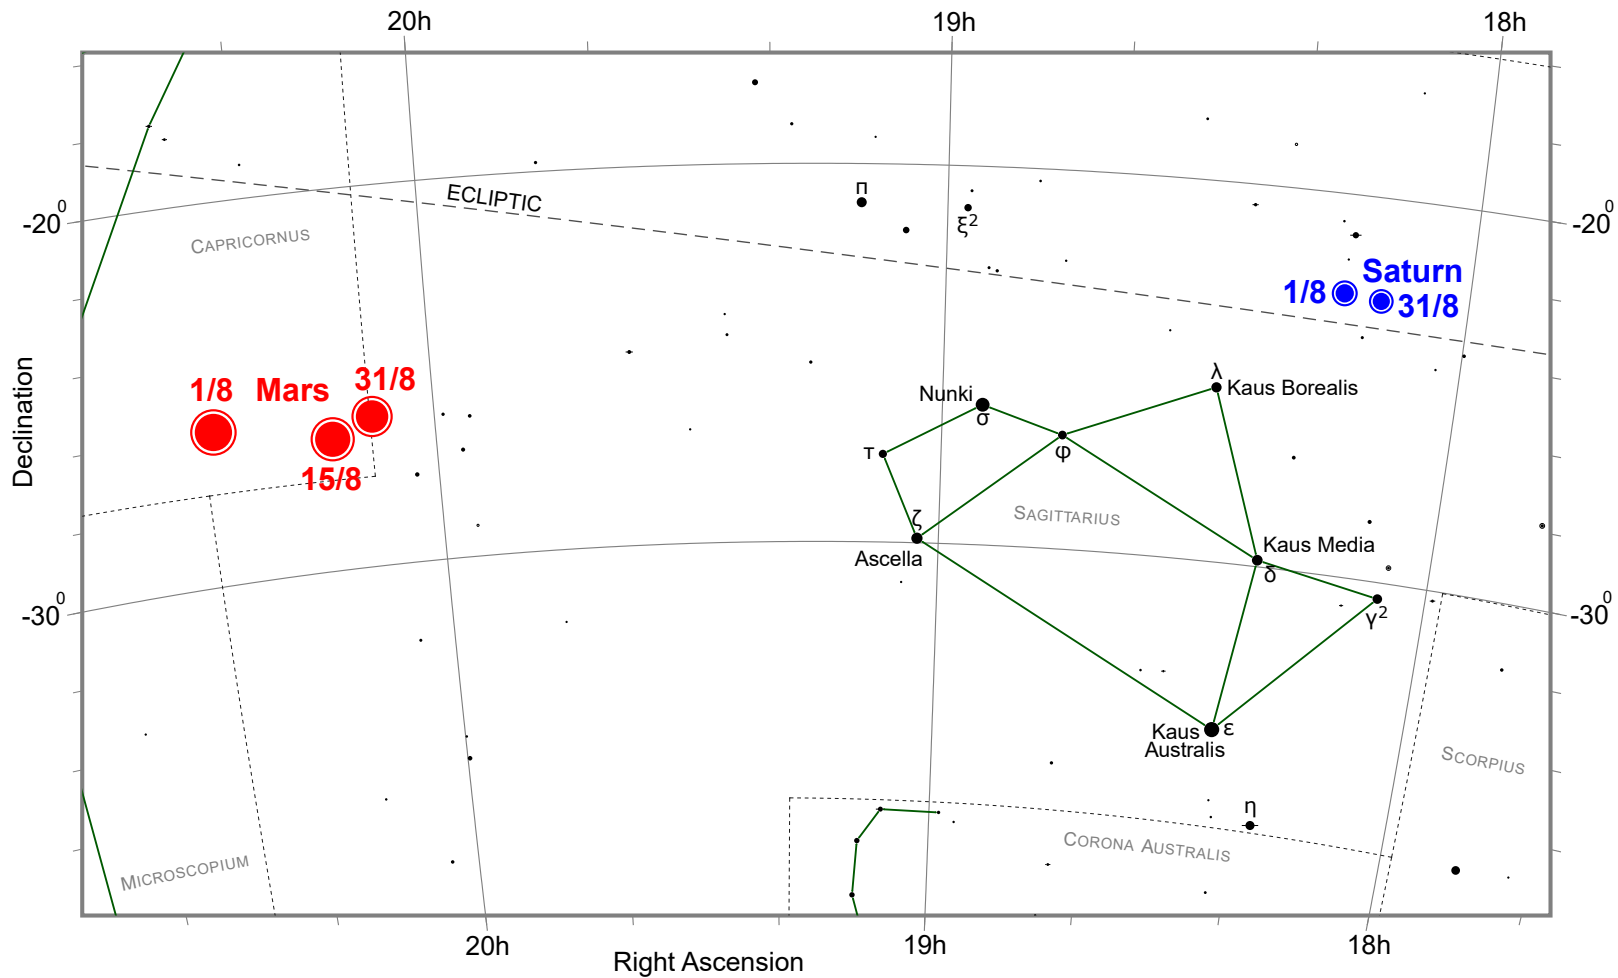 20h 19h 18h
ECLIPTIC
π
ξ²
-20⁰
-20⁰
CAPRICORNUS
Saturn
1/8
31/8
1/8 Mars 31/8
15/8
Declination
λ
Kaus Borealis
Nunki
σ
φ
τ
SAGITTARIUS
ζ
Ascella
Kaus Media
δ
-30⁰
-30⁰
γ²
Kaus
Australis
ε
SCORPIUS
η
CORONA AUSTRALIS
MICROSCOPIUM
20h 19h 18h
Right Ascension